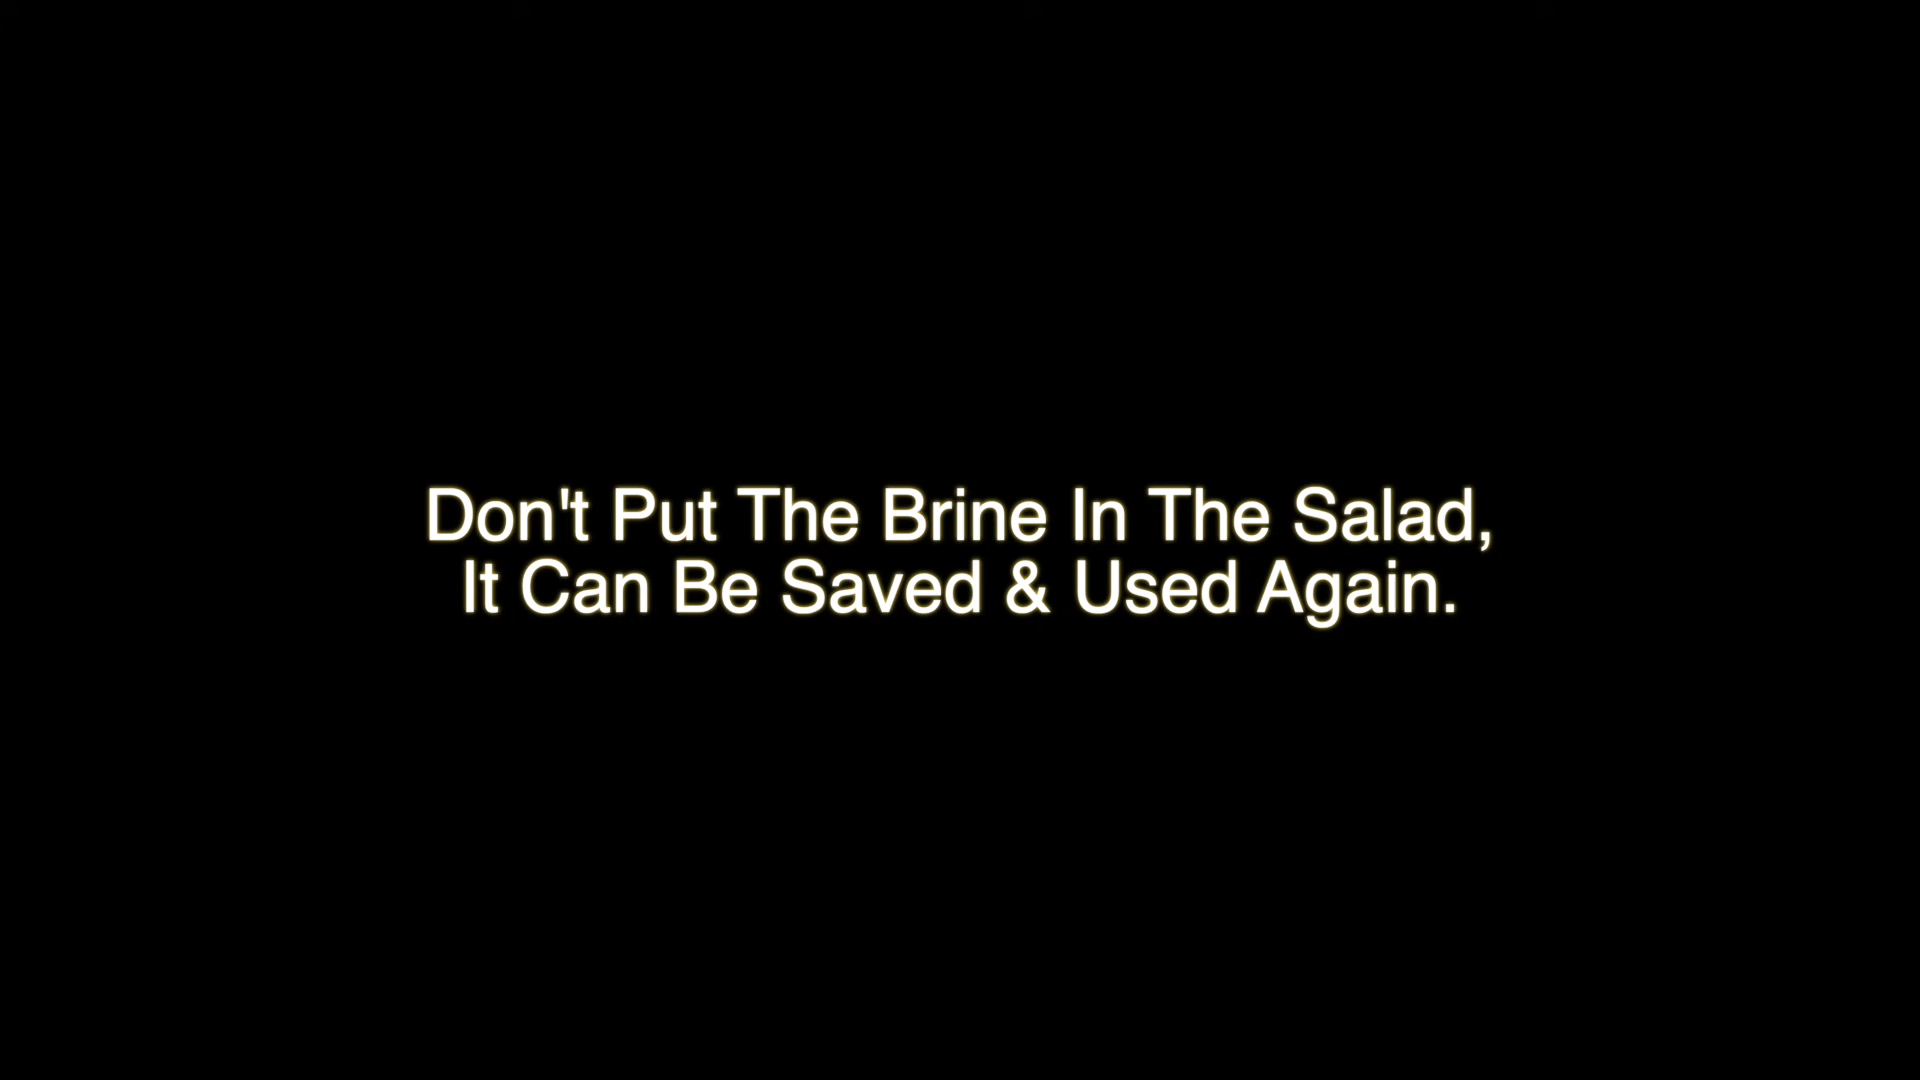 Don't Put The Brine In The Salad,
It Can Be Saved & Used Again.